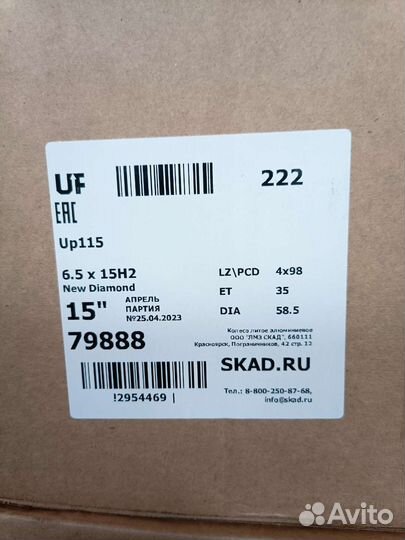 UP
222
EAC
Up115
6.5 x 15H2
New Diamond
LZ\PCD 4x98
ET 35
DIA 58.5
15"
АПРЕЛЬ
ПАРТИЯ
№25.04.2023
79888
Колесо литое алюминиевое
ООО "ЛМЗ СКАД", 660111
Красноярск, Пограничников, 42 стр. 12
SKAD.RU
Тел.: 8-800-250-87-68,
info@skad.ru
!2954469 |
Avito